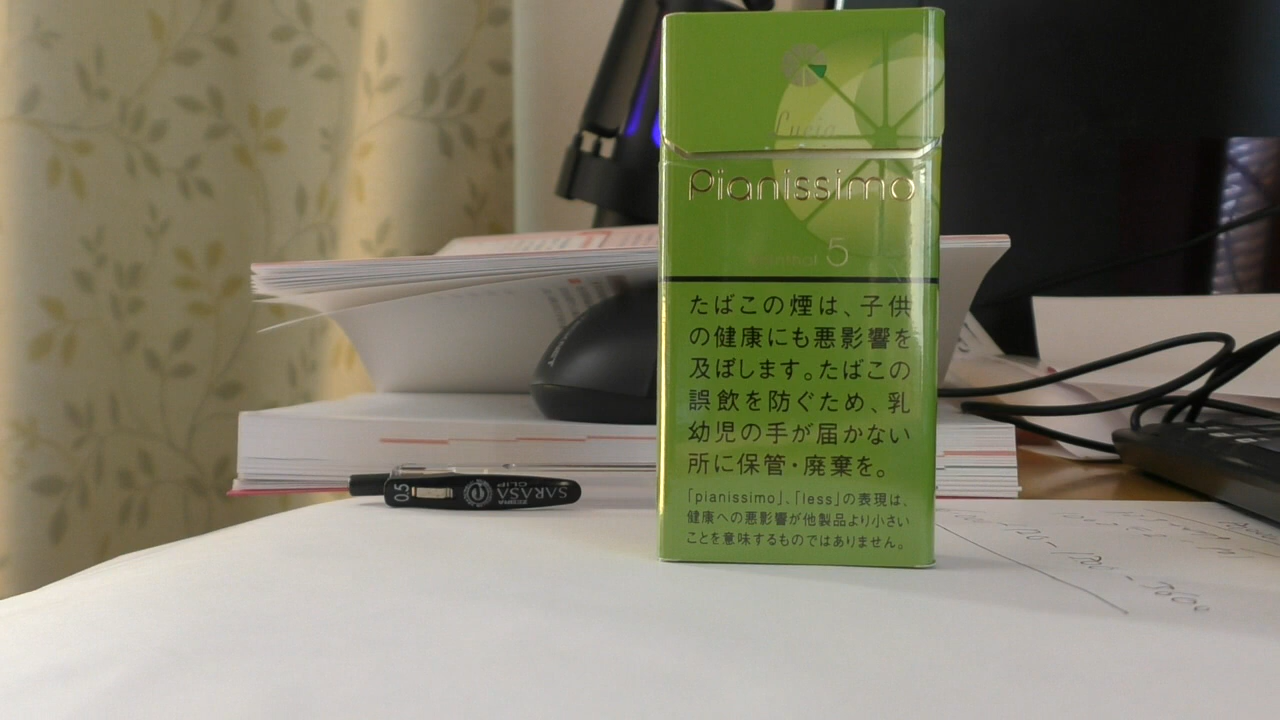 Lucia
Pianissimo
menthol 5
たばこの煙は、子供
の健康にも悪影響を
及ぼします。たばこの
誤飲を防ぐため、乳
幼児の手が届かない
所に保管・廃棄を。
「pianissimo」、「less」の表現は、
健康への悪影響が他製品より小さい
ことを意味するものではありません。
0.5
ZEBRA
SARASA
CLIP